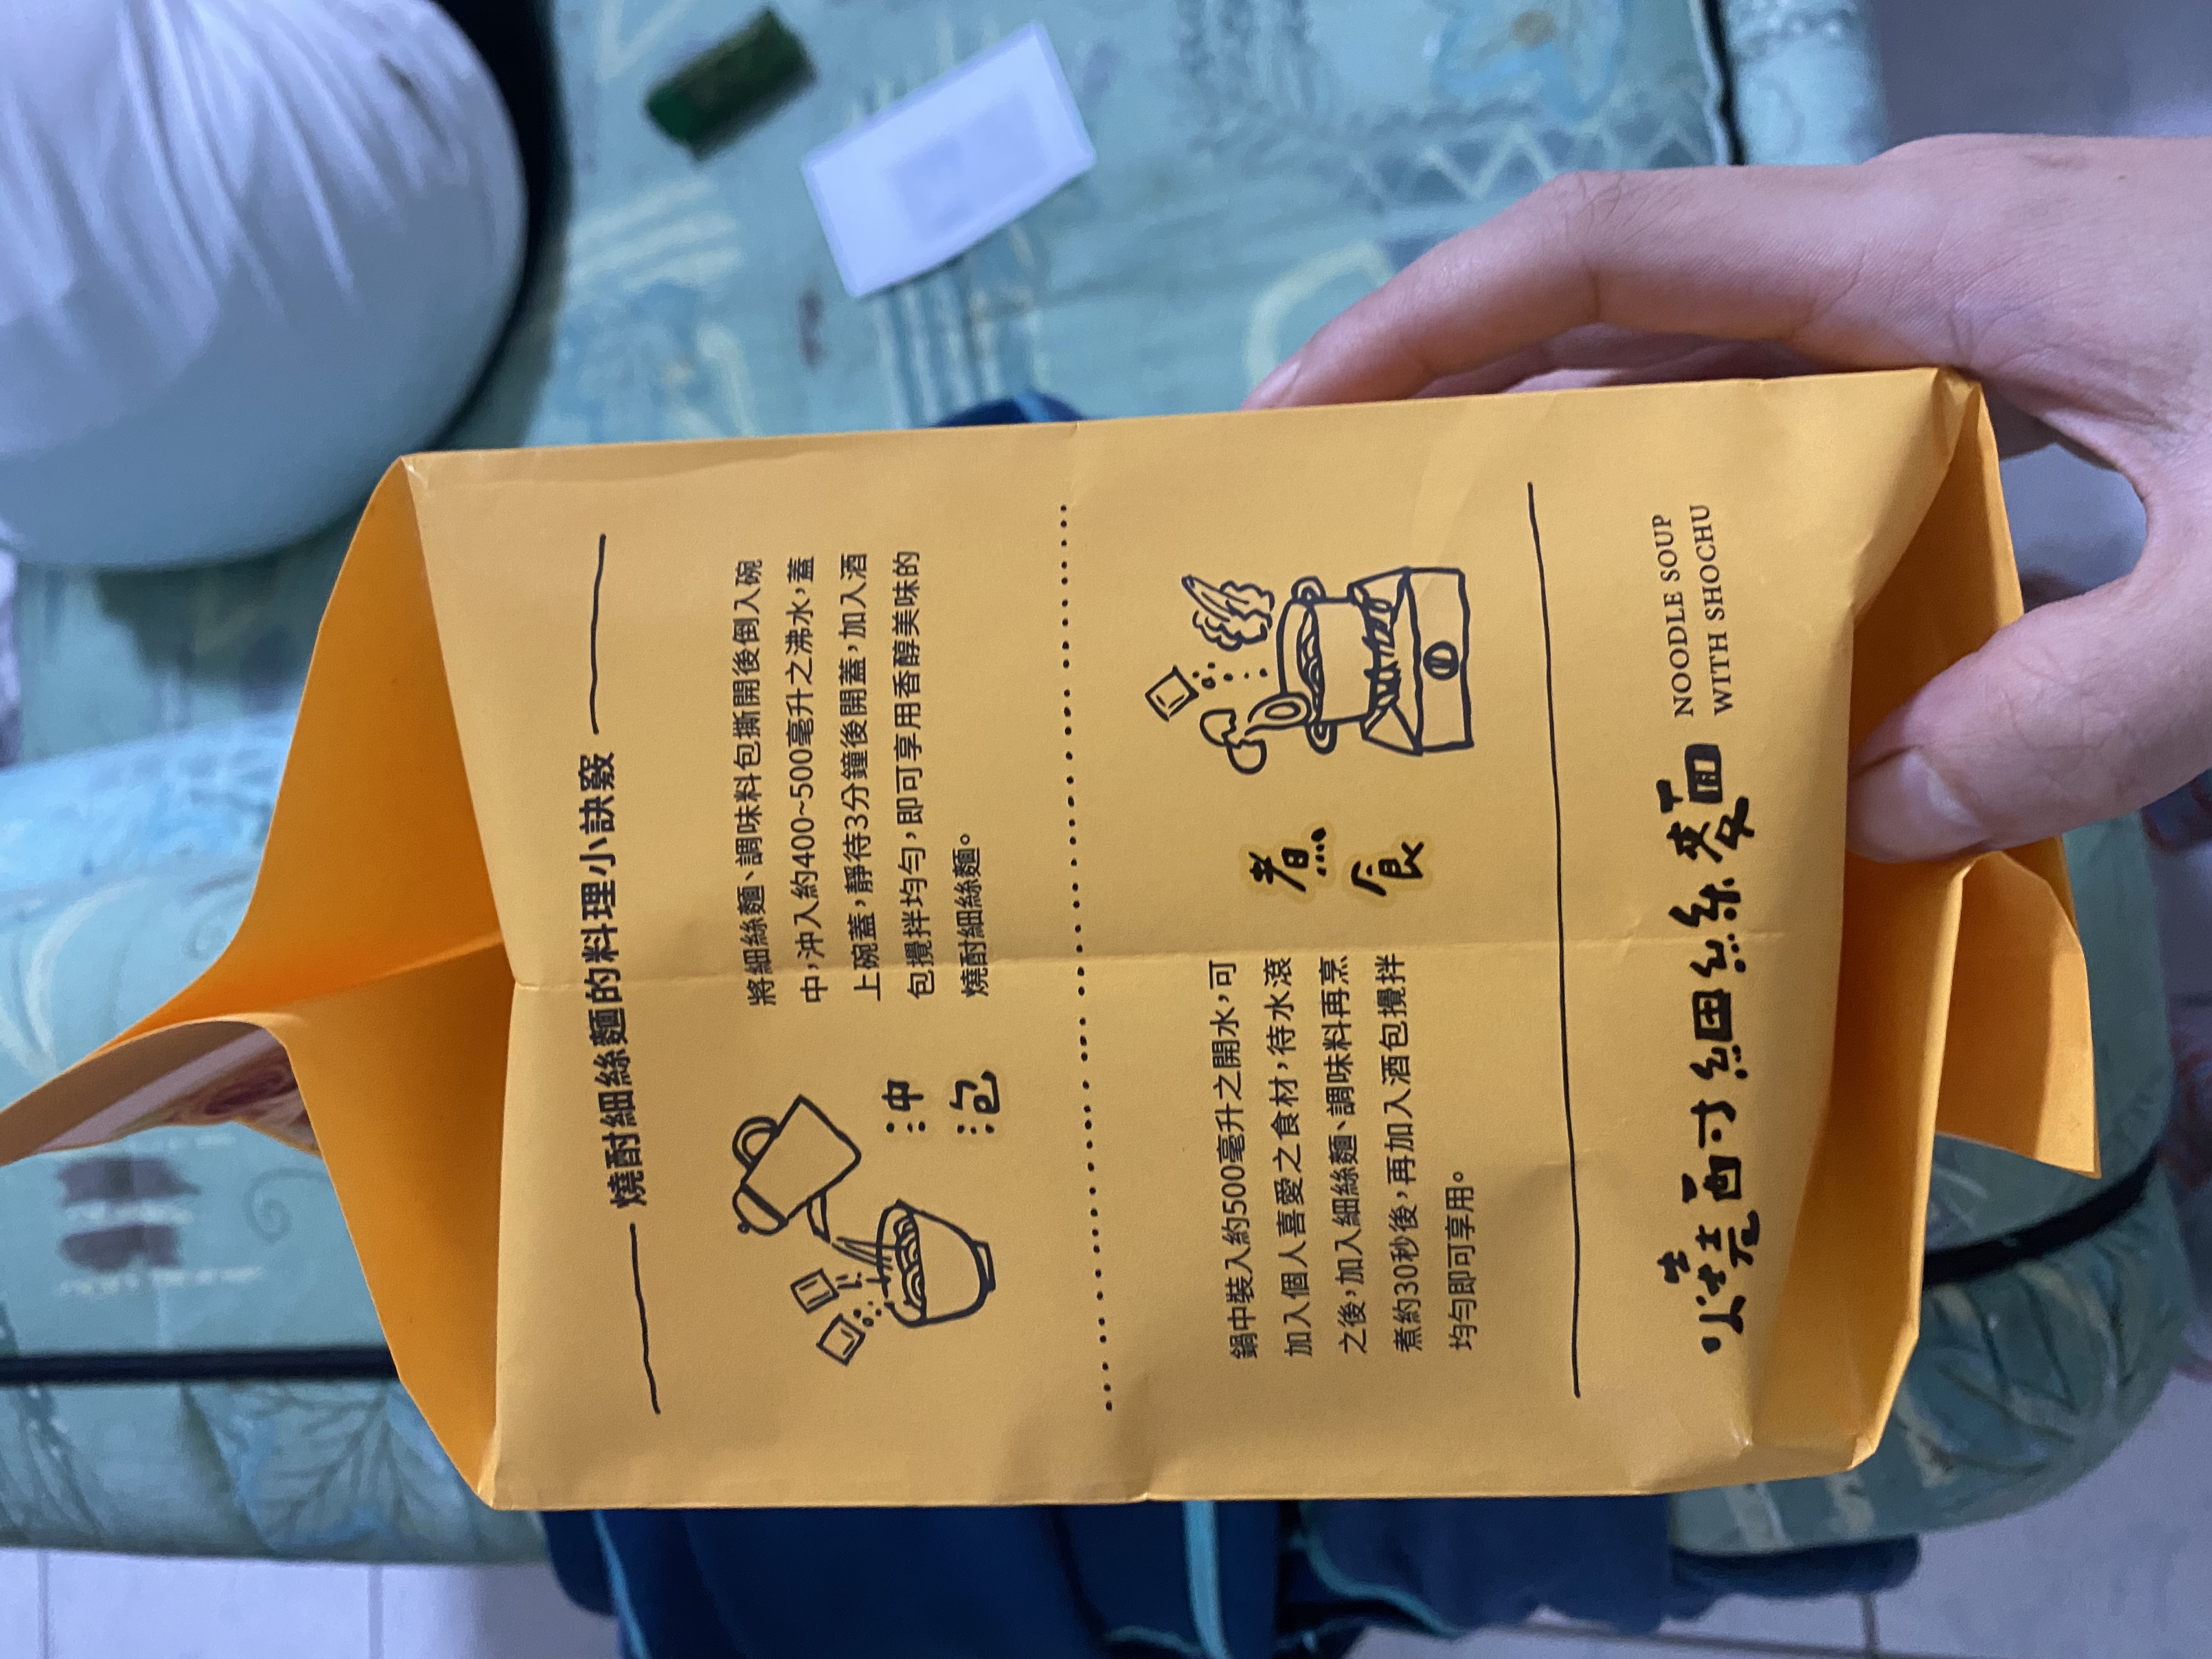 燒酎細絲麵的料理小訣竅
沖
泡
將細絲麵、調味料包撕開後倒入碗
中，沖入約400~500毫升之沸水，蓋
上碗蓋，靜待3分鐘後開蓋，加入酒
包攪拌均勻，即可享用香醇美味的
燒酎細絲麵。
鍋中裝入約500毫升之開水，可
加入個人喜愛之食材，待水滾
之後，加入細絲麵、調味料再烹
煮約30秒後，再加入酒包攪拌
均勻即可享用。
煮
食
燒酎細絲麵
NOODLE SOUP
WITH SHOCHU